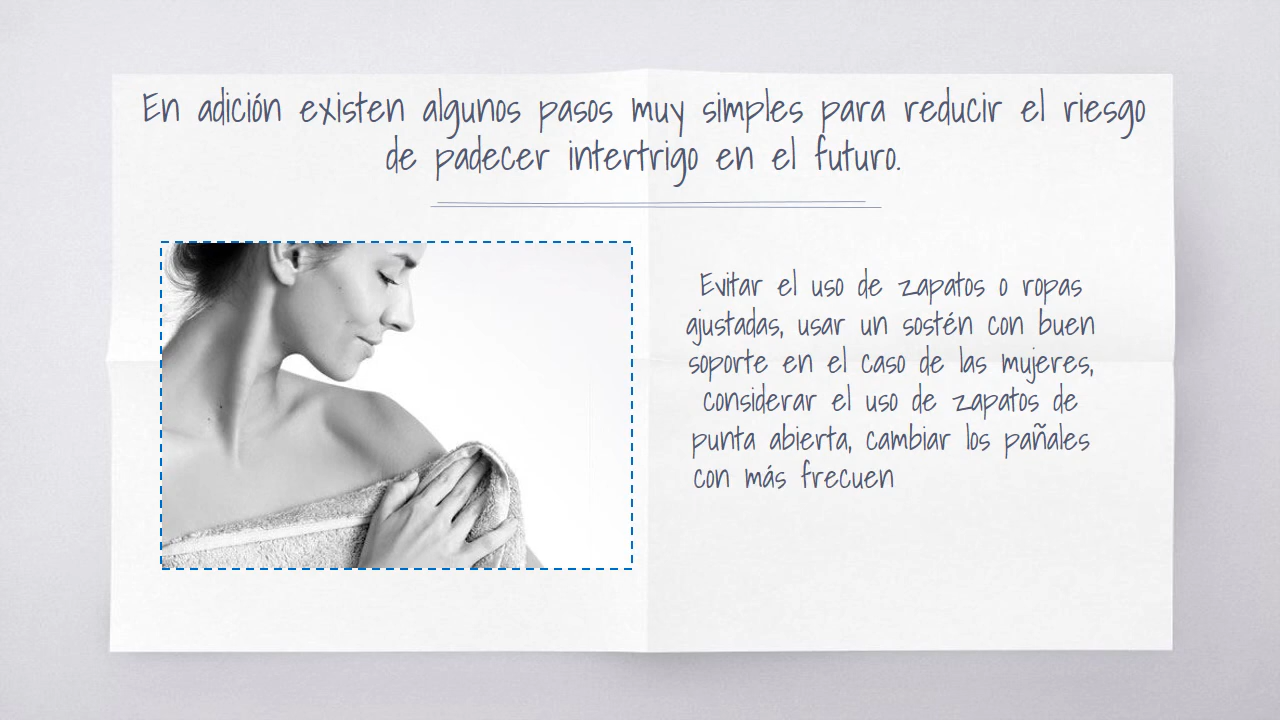 En adición existen algunos pasos muy simples para reducir el riesgo
de padecer intertrigo en el futuro.
Evitar el uso de zapatos o ropas
ajustadas, usar un sostén con buen
soporte en el caso de las mujeres,
considerar el uso de zapatos de
punta abierta, cambiar los pañales
con más frecuen